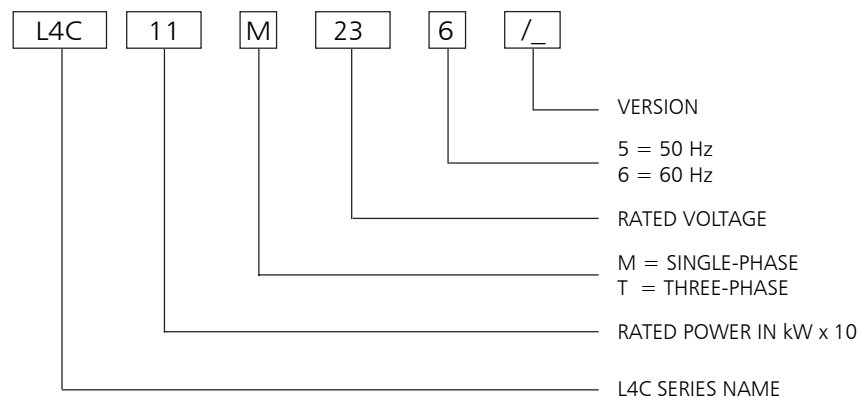 L4C 11 M 23 6 /_
VERSION
5 = 50 Hz
6 = 60 Hz
RATED VOLTAGE
M = SINGLE-PHASE
T = THREE-PHASE
RATED POWER IN kW x 10
L4C SERIES NAME